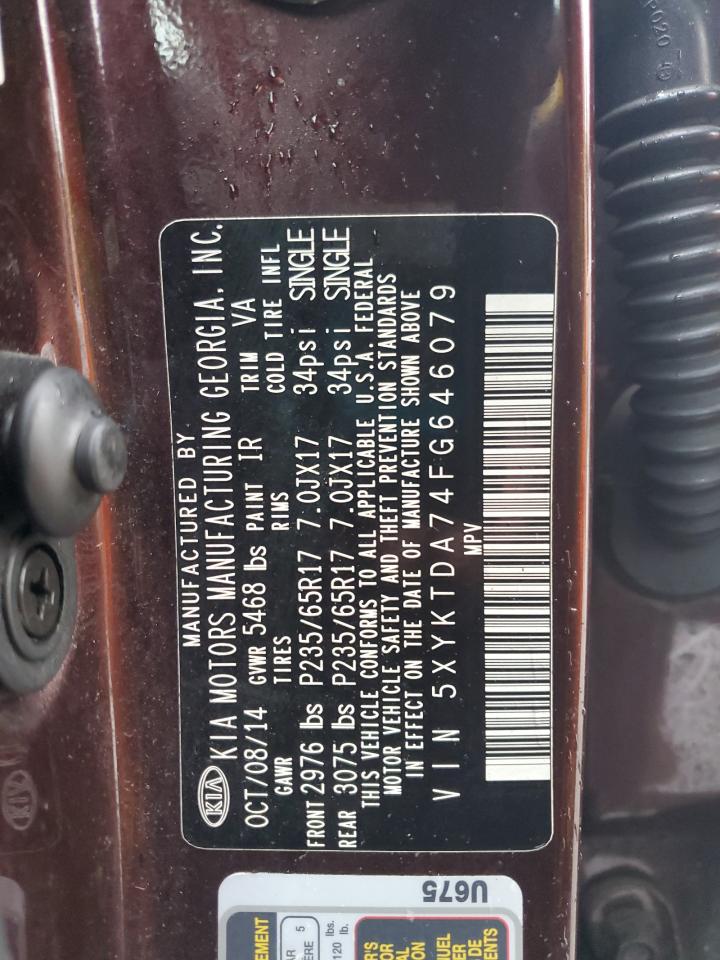 MANUFACTURED BY
KIA KIA MOTORS MANUFACTURING GEORGIA, INC.
OCT/08/14 GVWR 5468 lbs PAINT IR TRIM VA
GAWR TIRES RIMS COLD TIRE INFL
FRONT 2976 lbs P235/65R17 7.0JX17 34psi SINGLE
REAR 3075 lbs P235/65R17 7.0JX17 34psi SINGLE
THIS VEHICLE CONFORMS TO ALL APPLICABLE U.S.A. FEDERAL
MOTOR VEHICLE SAFETY AND THEFT PREVENTION STANDARDS
IN EFFECT ON THE DATE OF MANUFACTURE SHOWN ABOVE
VIN 5XYKTDA74FG646079
MPV
U675